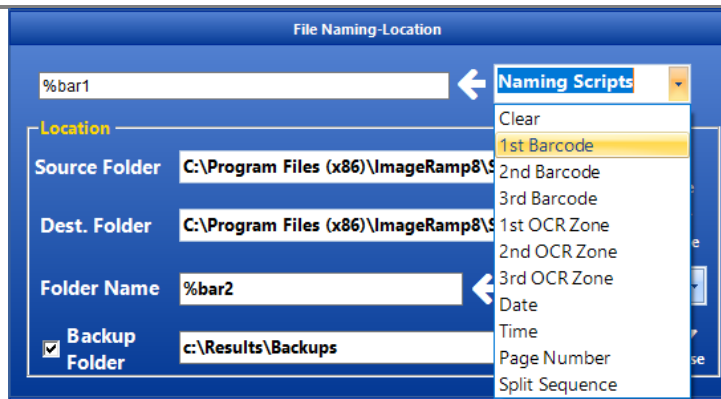 File Naming-Location
%bar1
Naming Scripts
Location
Source Folder
C:\Program Files (x86)\ImageRamp8\S
Dest. Folder
C:\Program Files (x86)\ImageRamp8\S
Folder Name
%bar2
Backup
Folder
c:\Results\Backups
Clear
1st Barcode
2nd Barcode
3rd Barcode
1st OCR Zone
2nd OCR Zone
3rd OCR Zone
Date
Time
Page Number
Split Sequence